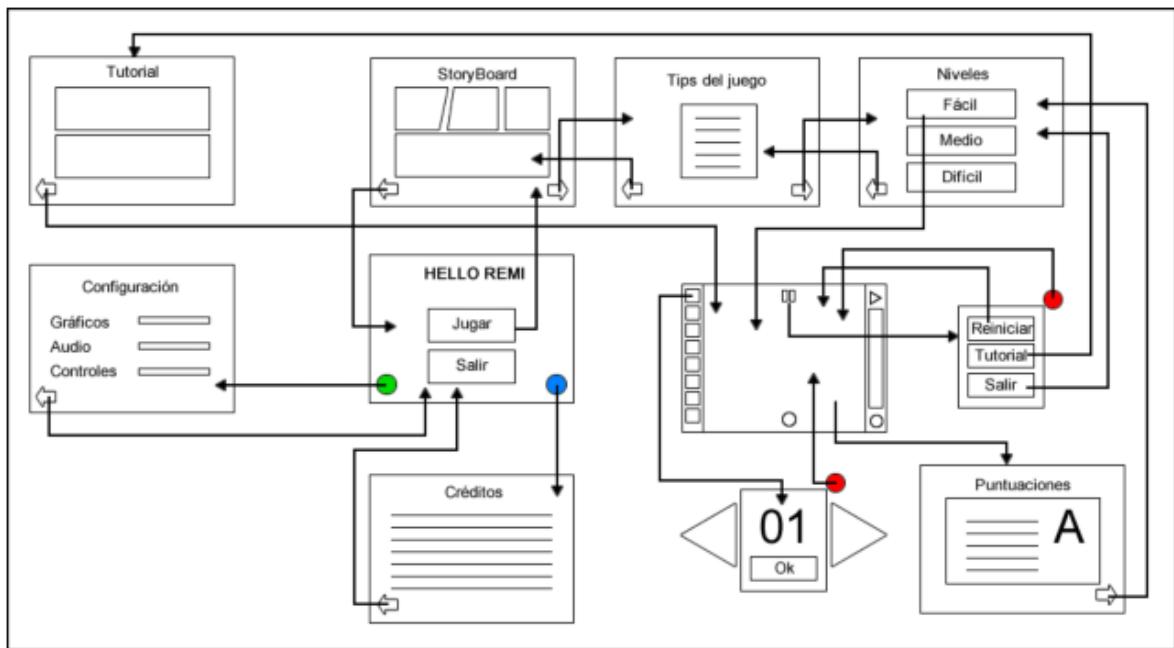 Tutorial
StoryBoard
Tips del juego
Niveles
Fácil
Medio
Difícil
Configuración
Gráficos
Audio
Controles
HELLO REMI
Jugar
Salir
Reiniciar
Tutorial
Salir
Créditos
01
Ok
Puntuaciones
A